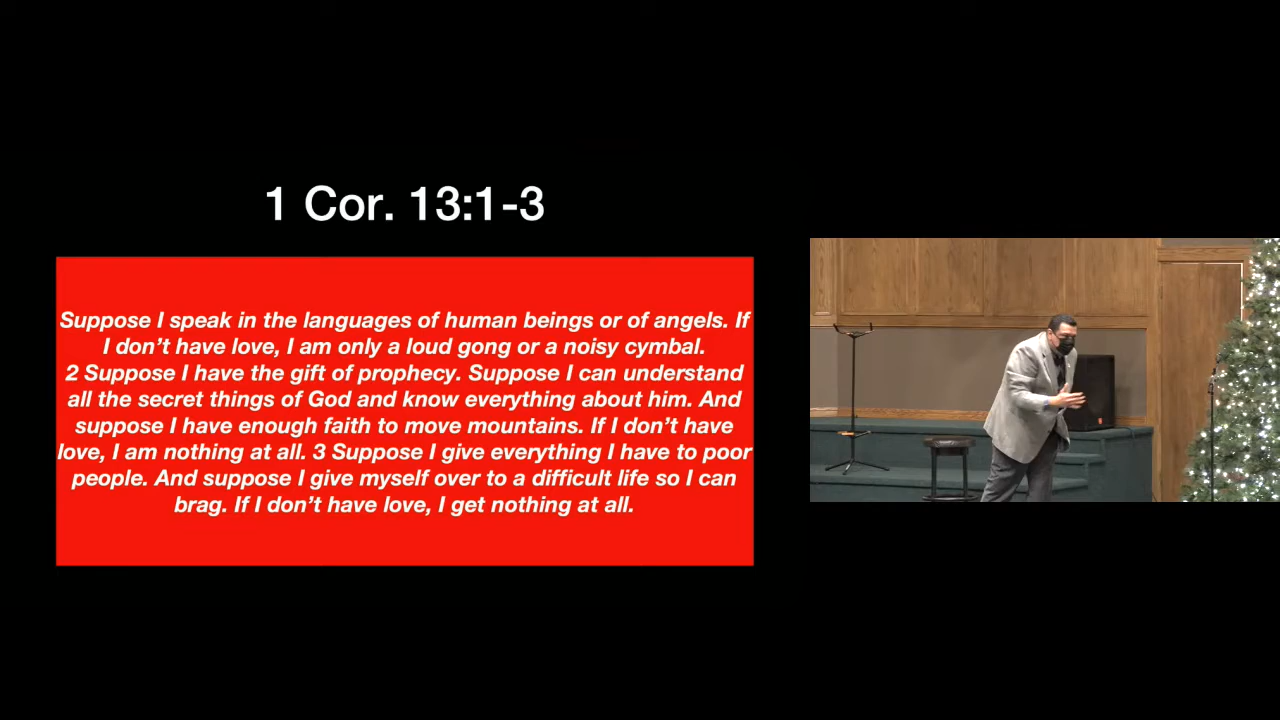 1 Cor. 13:1-3
Suppose I speak in the languages of human beings or of angels. If
I don’t have love, I am only a loud gong or a noisy cymbal.
2 Suppose I have the gift of prophecy. Suppose I can understand
all the secret things of God and know everything about him. And
suppose I have enough faith to move mountains. If I don’t have
love, I am nothing at all. 3 Suppose I give everything I have to poor
people. And suppose I give myself over to a difficult life so I can
brag. If I don’t have love, I get nothing at all.